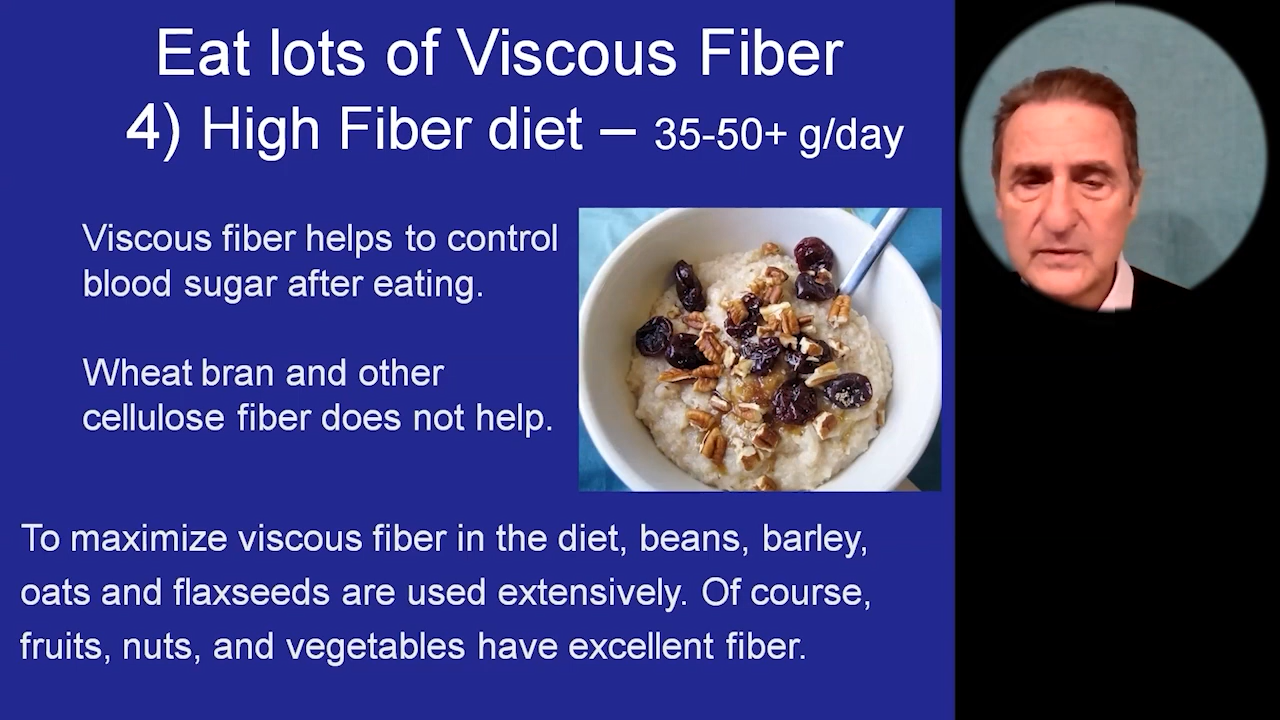 Eat lots of Viscous Fiber
4) High Fiber diet – 35-50+ g/day
Viscous fiber helps to control
blood sugar after eating.
Wheat bran and other
cellulose fiber does not help.
To maximize viscous fiber in the diet, beans, barley,
oats and flaxseeds are used extensively. Of course,
fruits, nuts, and vegetables have excellent fiber.